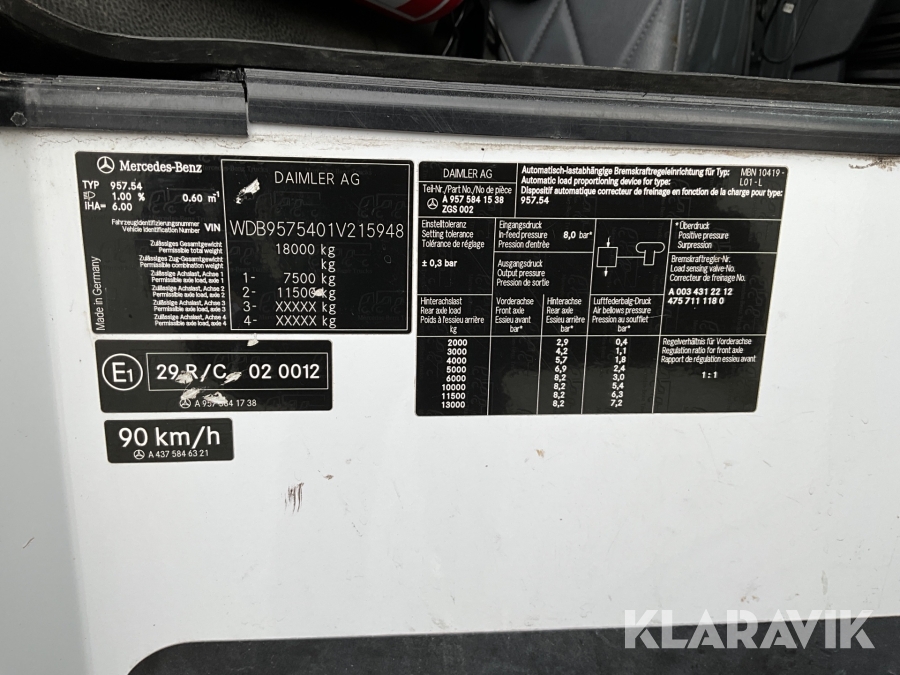 Mercedes-Benz
TYP 957.54
1.00 % 0.60 m⁻¹
IHA= 6.00
Fahrzeugidentifizierungsnummer
Vehicle Identification Number VIN
Zulässiges Gesamtgewicht
Permissible total weight
Zulässiges Zug-Gesamtgewicht
Permissible combination weight
Zulässige Achslast, Achse 1
Permissible axle load, axle 1
Zulässige Achslast, Achse 2
Permissible axle load, axle 2
Zulässige Achslast, Achse 3
Permissible axle load, axle 3
Zulässige Achslast, Achse 4
Permissible axle load, axle 4
Made in Germany
DAIMLER AG
WDB9575401V215948
18000 kg
kg
1- 7500 kg
2- 11500 kg
3- XXXXX kg
4- XXXXX kg
E1
29 R/C 02 0012
A 957 584 17 38
90 km/h
A 437 584 63 21
DAIMLER AG
Teil-Nr./Part No./No de pièce
A 957 584 15 38
ZGS 002
Automatisch-lastabhängige Bremskraftregeleinrichtung für Typ:
Automatic load proportioning device for type:
Dispositif automatique correcteur de freinage en fonction de la charge pour type:
957.54
MBN 10419 -
L01 - L
Einstelltoleranz
Setting tolerance
Tolérance de réglage
± 0,3 bar
Eingangsdruck
In-feed pressure 8,0 bar*
Pression d'entrée
Ausgangsdruck
Output pressure
Pression de sortie
*Überdruck
Positive pressure
Surpression
Bremskraftregler-Nr.
Load sensing valve-No.
Correcteur de freinage No.
A 003 431 22 12
475 711 118 0
Hinterachslast
Rear axle load
Poids à l'essieu arrière
kg
Vorderachse
Front axle
Essieu avant
bar*
Hinterachse
Rear axle
Essieu arrière
bar*
Luftfederbalg-Druck
Air bellows pressure
Pression au soufflet
bar*
2000 2,9 0,4
3000 4,2 1,1
4000 5,7 1,8
5000 6,9 2,4
6000 8,2 3,0
10000 8,2 5,4
11500 8,2 6,3
13000 8,2 7,2
Regelverhältnis für Vorderachse
Regulation ratio for front axle
Rapport de régulation essieu avant
1 : 1
KLARAVIK